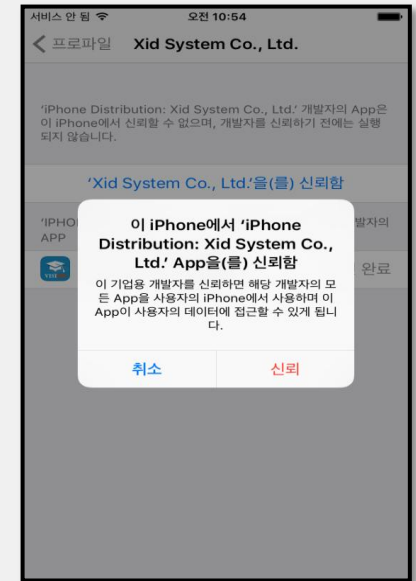 서비스 안 됨
오전 10:54
프로파일
Xid System Co., Ltd.
'iPhone Distribution: Xid System Co., Ltd.' 개발자의 App은
이 iPhone에서 신뢰할 수 없으며, 개발자를 신뢰하기 전에는 실행
되지 않습니다.
'Xid System Co., Ltd.'을(를) 신뢰함
'IPHO
발자의
APP
완료
이 iPhone에서 'iPhone
Distribution: Xid System Co.,
Ltd.' App을(를) 신뢰함
이 기업용 개발자를 신뢰하면 해당 개발자의 모
든 App을 사용자의 iPhone에서 사용하며 이
App이 사용자의 데이터에 접근할 수 있게 됩니
다.
취소
신뢰